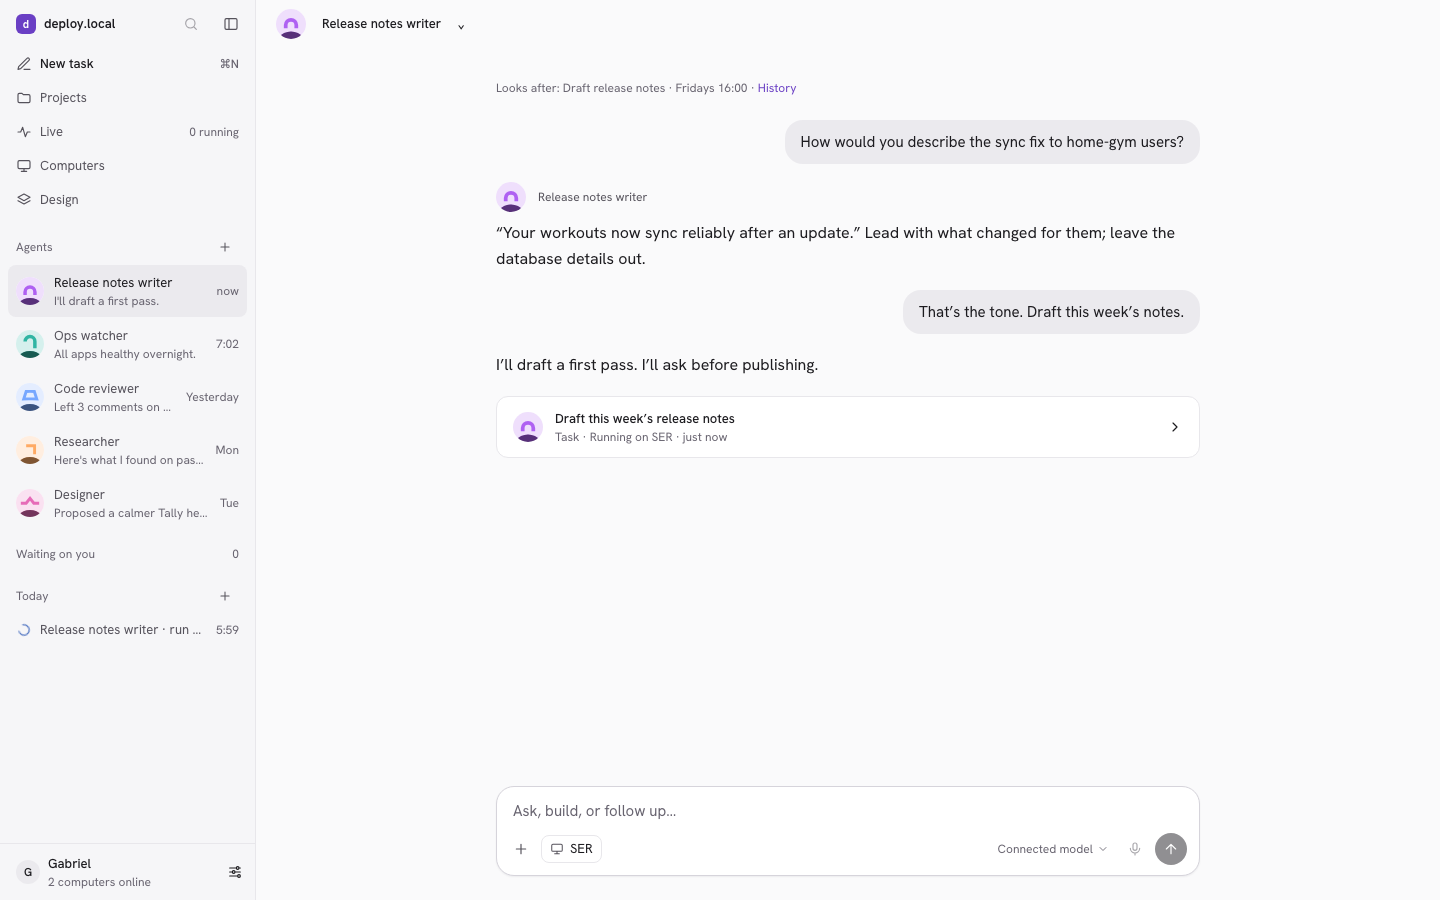 d deploy.local
New task ⌘N
Projects
Live 0 running
Computers
Design
Agents
Release notes writer
I'll draft a first pass.
now
Ops watcher
All apps healthy overnight.
7:02
Code reviewer
Left 3 comments on ...
Yesterday
Researcher
Here's what I found on pas...
Mon
Designer
Proposed a calmer Tally he...
Tue
Waiting on you 0
Today
Release notes writer · run ... 5:59
G
Gabriel
2 computers online
Release notes writer
Looks after: Draft release notes · Fridays 16:00 · History
How would you describe the sync fix to home-gym users?
Release notes writer
“Your workouts now sync reliably after an update.” Lead with what changed for them; leave the
database details out.
That’s the tone. Draft this week’s notes.
I’ll draft a first pass. I’ll ask before publishing.
Draft this week’s release notes
Task · Running on SER · just now
Ask, build, or follow up...
SER
Connected model